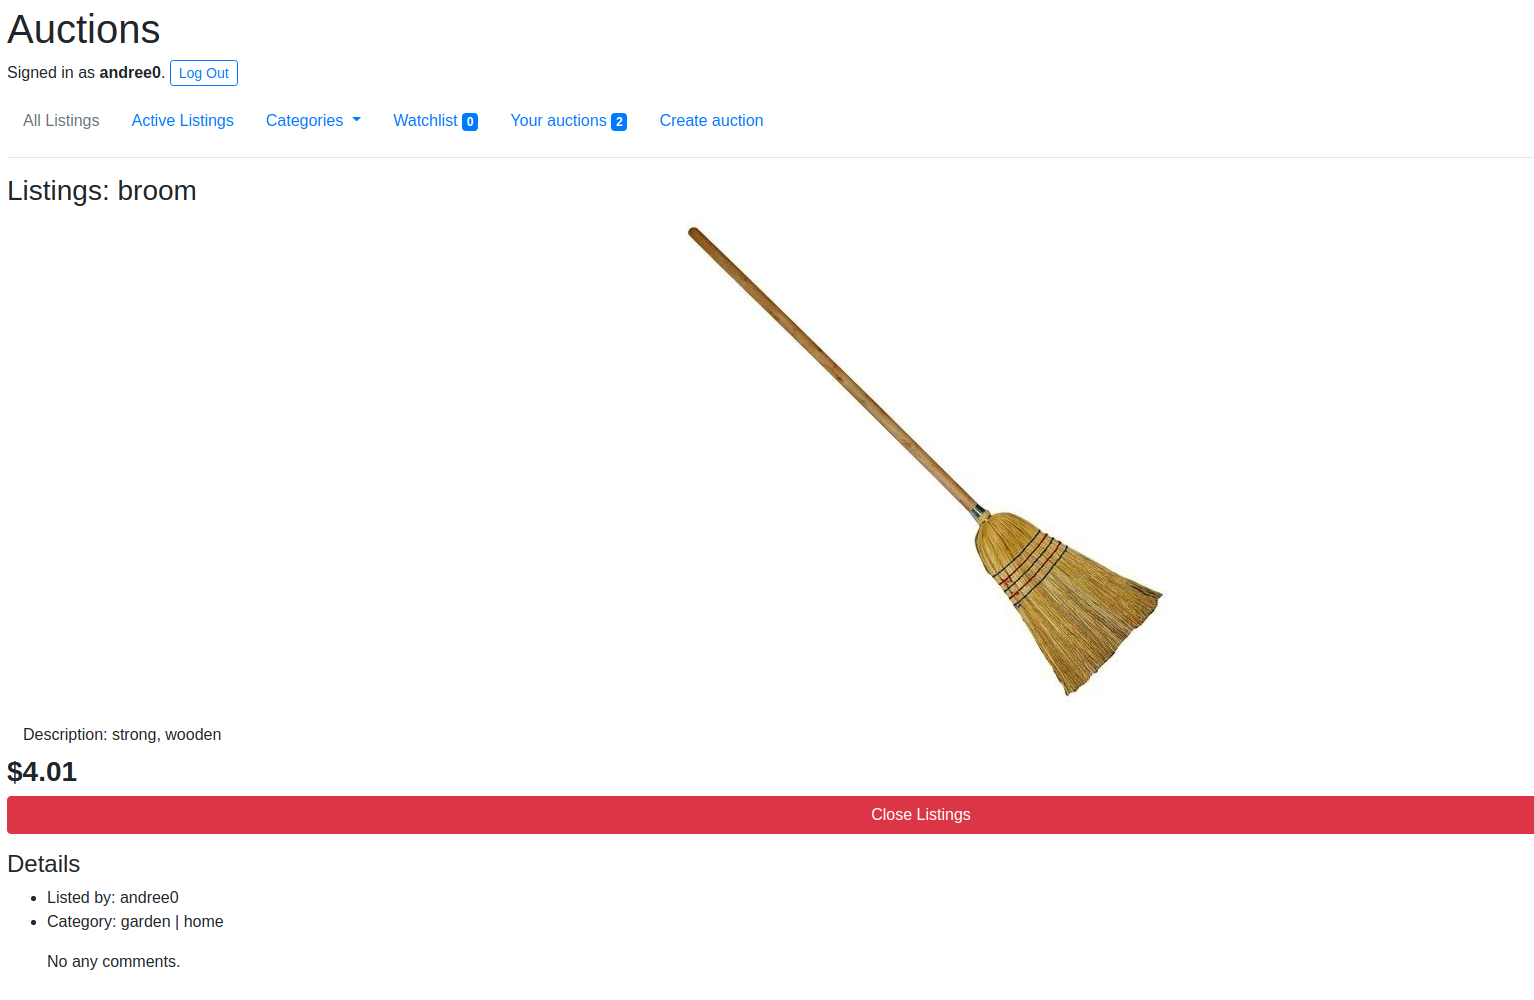 Auctions
Signed in as andree0. Log Out
All Listings Active Listings Categories Watchlist 0 Your auctions 2 Create auction
Listings: broom
Description: strong, wooden
$4.01
Close Listings
Details
Listed by: andree0
Category: garden | home
No any comments.